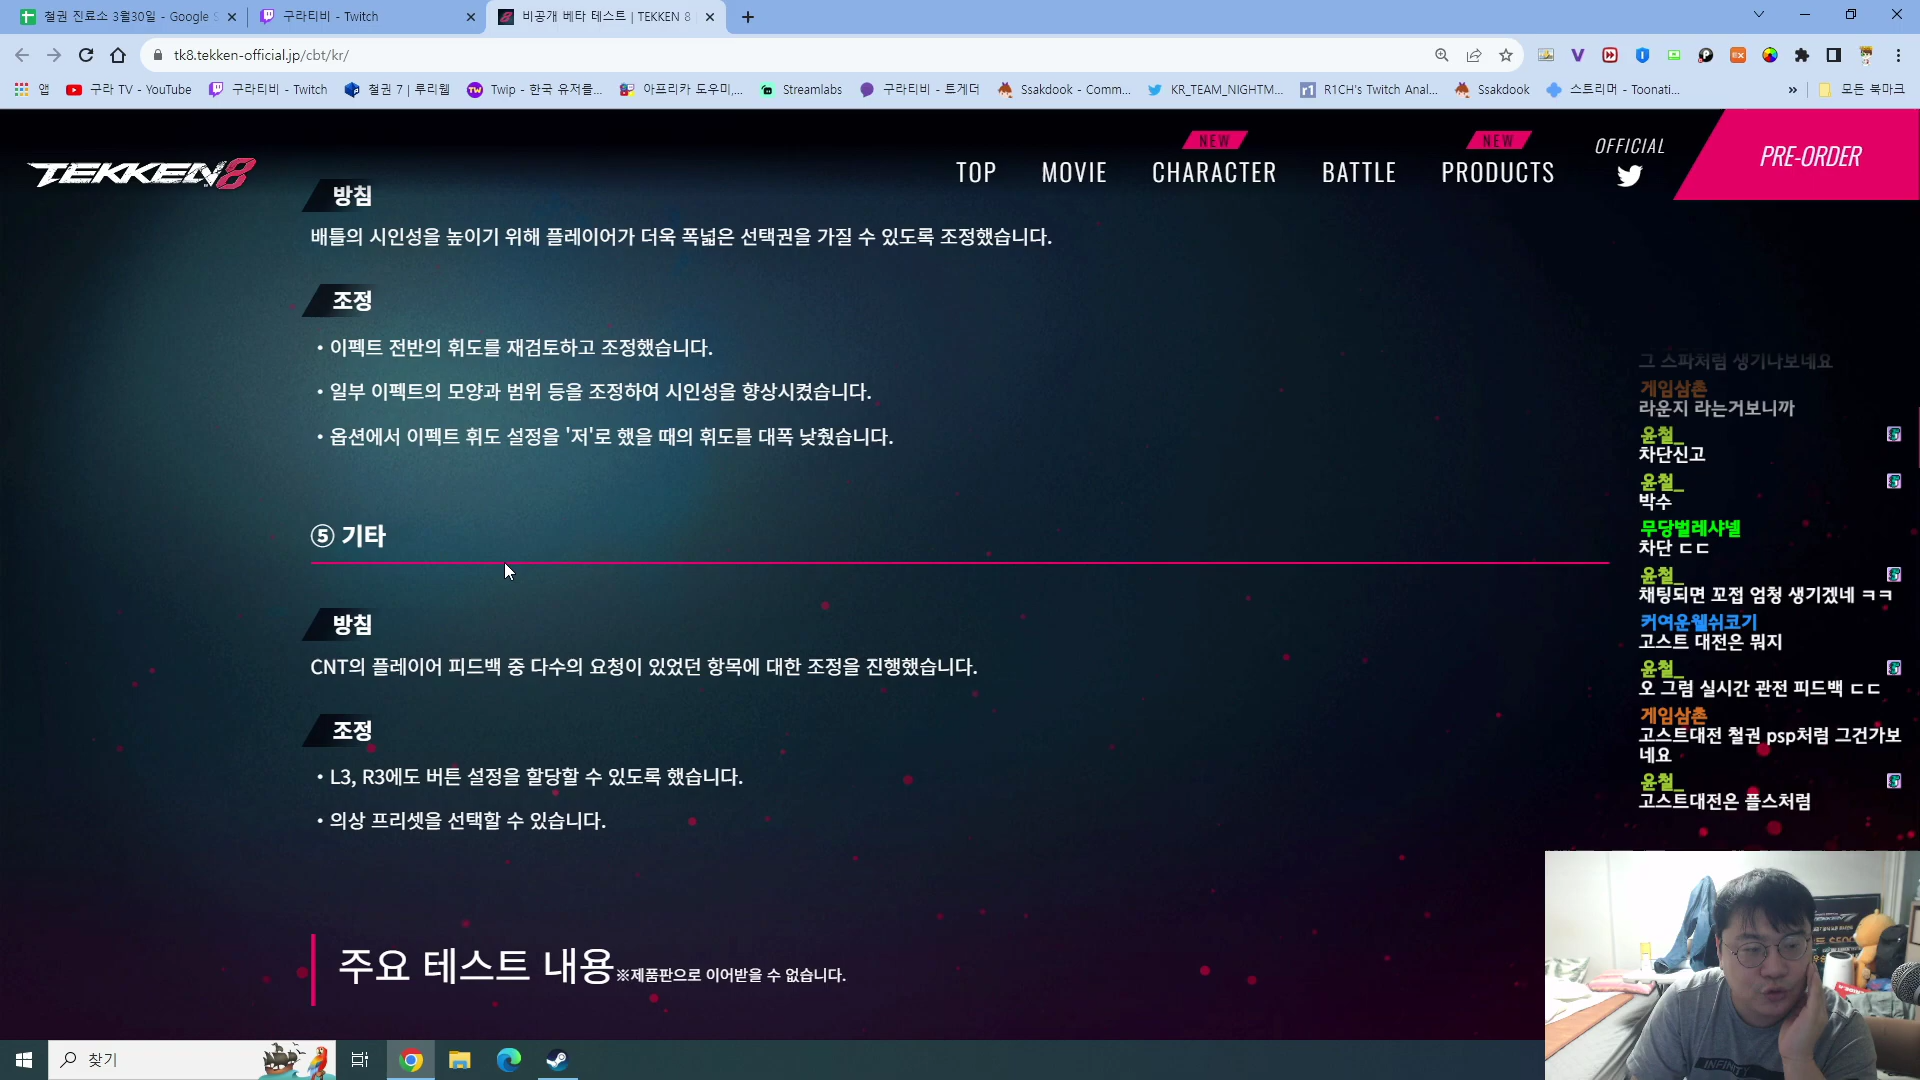 철권 진료소 3월30일 - Google S
구라티비 - Twitch
비공개 베타 테스트 | TEKKEN 8
tk8.tekken-official.jp/cbt/kr/
앱
구라 TV - YouTube
구라티비 - Twitch
철권 7 | 루리웹
Twip - 한국 유저를...
아프리카 도우미,...
Streamlabs
구라티비 - 트게더
Ssakdook - Comm...
KR_TEAM_NIGHTM...
R1CH's Twitch Anal...
Ssakdook
스트리머 - Toonati...
»
모든 북마크
TEKKEN8
TOP
MOVIE
NEW
CHARACTER
BATTLE
NEW
PRODUCTS
OFFICIAL
PRE-ORDER
방침
배틀의 시인성을 높이기 위해 플레이어가 더욱 폭넓은 선택권을 가질 수 있도록 조정했습니다.
조정
・이펙트 전반의 휘도를 재검토하고 조정했습니다.
・일부 이펙트의 모양과 범위 등을 조정하여 시인성을 향상시켰습니다.
・옵션에서 이펙트 휘도 설정을 '저'로 했을 때의 휘도를 대폭 낮췄습니다.
⑤ 기타
방침
CNT의 플레이어 피드백 중 다수의 요청이 있었던 항목에 대한 조정을 진행했습니다.
조정
・L3, R3에도 버튼 설정을 할당할 수 있도록 했습니다.
・의상 프리셋을 선택할 수 있습니다.
주요 테스트 내용※제품판으로 이어받을 수 없습니다.
그 스파처럼 생기나보네요
게임삼촌
라운지 라는거보니까
윤철_
차단신고
윤철_
박수
무당벌레샤넬
차단 ㄷㄷ
윤철_
채팅되면 꼬접 엄청 생기겠네 ㅋㅋ
커여운웰쉬코기
고스트 대전은 뭐지
윤철_
오 그럼 실시간 관전 피드백 ㄷㄷ
게임삼촌
고스트대전 철권 psp처럼 그건가보
네요
윤철_
고스트대전은 플스처럼
찾기